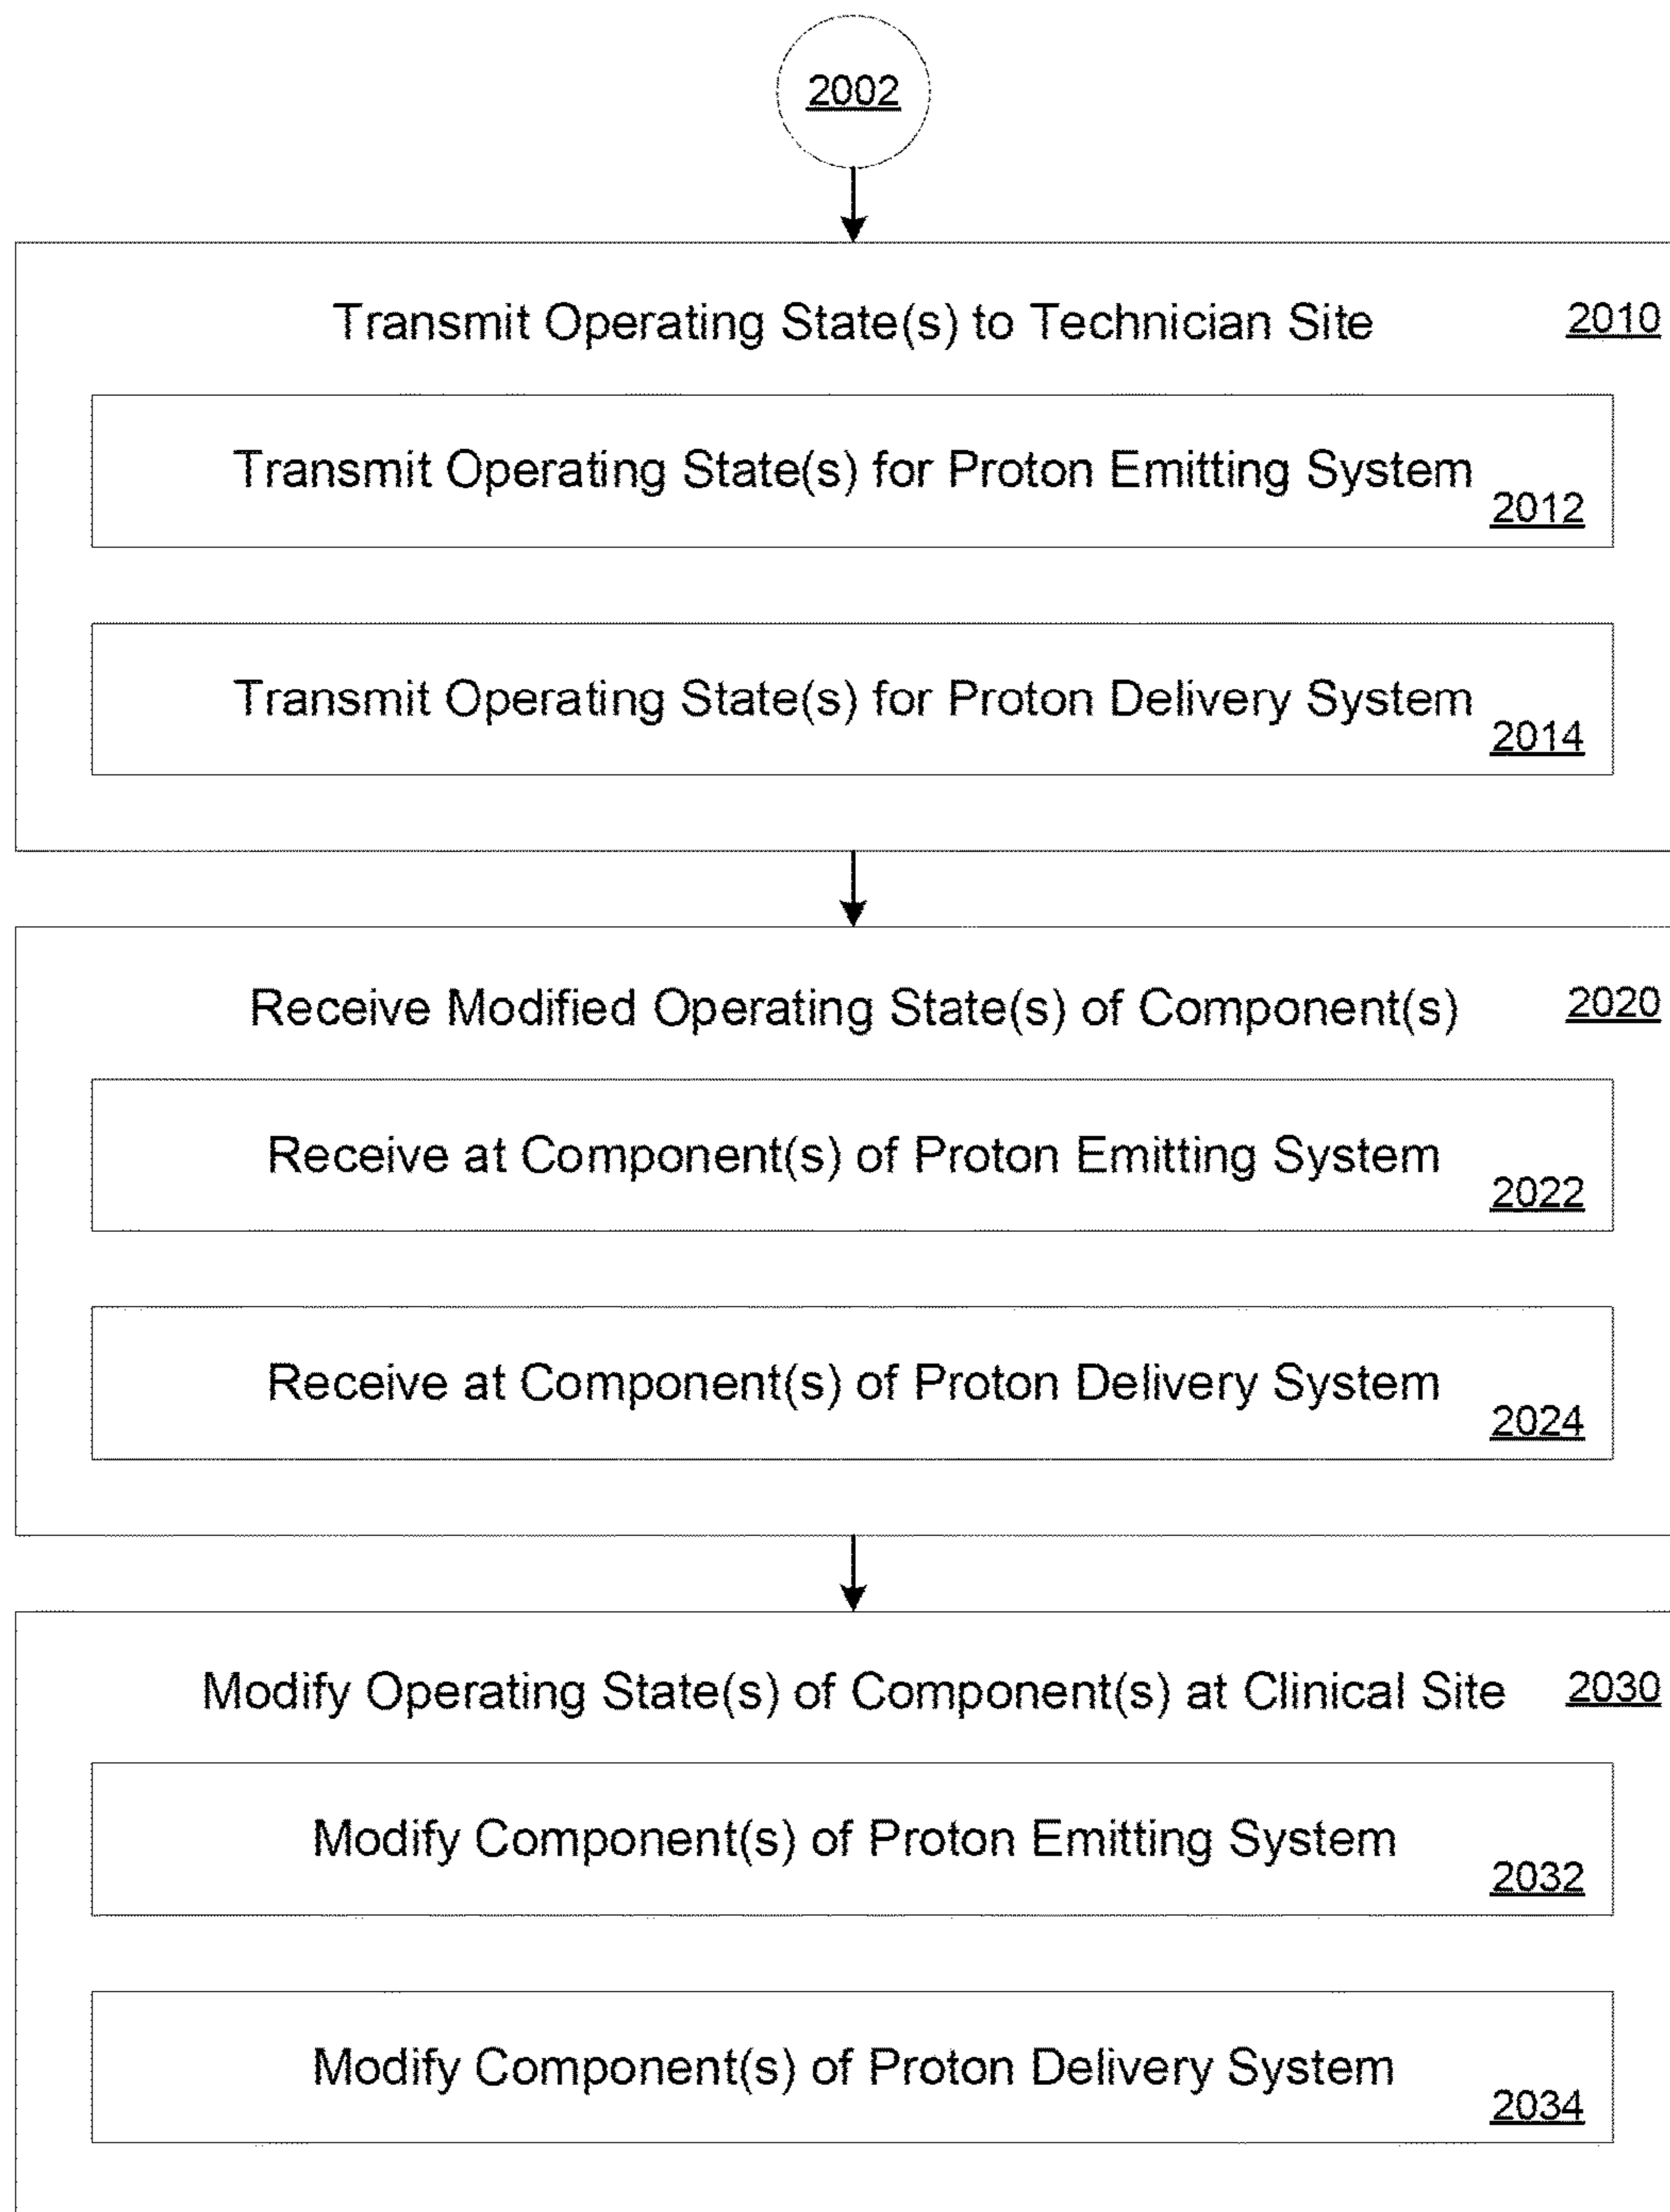 2002
Transmit Operating State(s) to Technician Site 2010
Transmit Operating State(s) for Proton Emitting System
2012
Transmit Operating State(s) for Proton Delivery System
2014
Receive Modified Operating State(s) of Component(s) 2020
Receive at Component(s) of Proton Emitting System
2022
Receive at Component(s) of Proton Delivery System
2024
Modify Operating State(s) of Component(s) at Clinical Site 2030
Modify Component(s) of Proton Emitting System
2032
Modify Component(s) of Proton Delivery System
2034